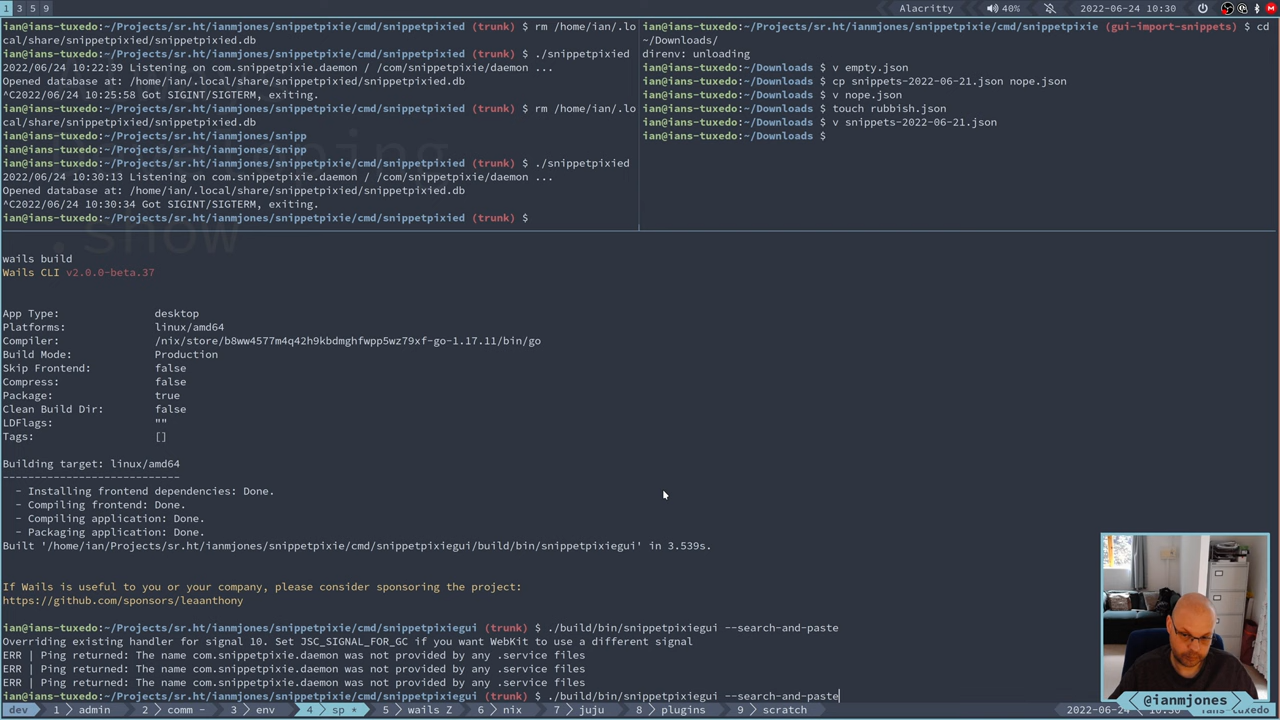 1 3 5 9
Alacritty 40% 2022-06-24 10:30
ian@ians-tuxedo:~/Projects/sr.ht/ianmjones/snippetpixie/cmd/snippetpixied (trunk) $ rm /home/ian/.lo
cal/share/snippetpixied/snippetpixied.db
ian@ians-tuxedo:~/Projects/sr.ht/ianmjones/snippetpixie/cmd/snippetpixied (trunk) $ ./snippetpixied
2022/06/24 10:22:39 Listening on com.snippetpixie.daemon / /com/snippetpixie/daemon ...
Opened database at: /home/ian/.local/share/snippetpixied/snippetpixied.db
^C2022/06/24 10:25:58 Got SIGINT/SIGTERM, exiting.
ian@ians-tuxedo:~/Projects/sr.ht/ianmjones/snippetpixie/cmd/snippetpixied (trunk) $ rm /home/ian/.lo
cal/share/snippetpixied/snippetpixied.db
ian@ians-tuxedo:~/Projects/sr.ht/ianmjones/snipp
ian@ians-tuxedo:~/Projects/sr.ht/ianmjones/snipp
ian@ians-tuxedo:~/Projects/sr.ht/ianmjones/snippetpixie/cmd/snippetpixied (trunk) $ ./snippetpixied
2022/06/24 10:30:13 Listening on com.snippetpixie.daemon / /com/snippetpixie/daemon ...
Opened database at: /home/ian/.local/share/snippetpixied/snippetpixied.db
^C2022/06/24 10:30:34 Got SIGINT/SIGTERM, exiting.
ian@ians-tuxedo:~/Projects/sr.ht/ianmjones/snippetpixie/cmd/snippetpixied (trunk) $
.show
ian@ians-tuxedo:~/Projects/sr.ht/ianmjones/snippetpixie/cmd/snippetpixie (gui-import-snippets) $ cd
~/Downloads/
direnv: unloading
ian@ians-tuxedo:~/Downloads $ v empty.json
ian@ians-tuxedo:~/Downloads $ cp snippets-2022-06-21.json nope.json
ian@ians-tuxedo:~/Downloads $ v nope.json
ian@ians-tuxedo:~/Downloads $ touch rubbish.json
ian@ians-tuxedo:~/Downloads $ v snippets-2022-06-21.json
ian@ians-tuxedo:~/Downloads $
wails build
Wails CLI v2.0.0-beta.37
App Type: desktop
Platforms: linux/amd64
Compiler: /nix/store/b8ww4577m4q42h9kbdmghfwpp5wz79xf-go-1.17.11/bin/go
Build Mode: Production
Skip Frontend: false
Compress: false
Package: true
Clean Build Dir: false
LDFlags: ""
Tags: []
Building target: linux/amd64
---------------------------
- Installing frontend dependencies: Done.
- Compiling frontend: Done.
- Compiling application: Done.
- Packaging application: Done.
Built '/home/ian/Projects/sr.ht/ianmjones/snippetpixie/cmd/snippetpixiegui/build/bin/snippetpixiegui' in 3.539s.
If Wails is useful to you or your company, please consider sponsoring the project:
https://github.com/sponsors/leaanthony
ian@ians-tuxedo:~/Projects/sr.ht/ianmjones/snippetpixie/cmd/snippetpixiegui (trunk) $ ./build/bin/snippetpixiegui --search-and-paste
Overriding existing handler for signal 10. Set JSC_SIGNAL_FOR_GC if you want WebKit to use a different signal
ERR | Ping returned: The name com.snippetpixie.daemon was not provided by any .service files
ERR | Ping returned: The name com.snippetpixie.daemon was not provided by any .service files
ERR | Ping returned: The name com.snippetpixie.daemon was not provided by any .service files
ian@ians-tuxedo:~/Projects/sr.ht/ianmjones/snippetpixie/cmd/snippetpixiegui (trunk) $ ./build/bin/snippetpixiegui --search-and-paste
@ianmjones
dev 1 admin 2 comm - 3 env 4 sp * 5 wails Z 6 nix 7 juju 8 plugins 9 scratch